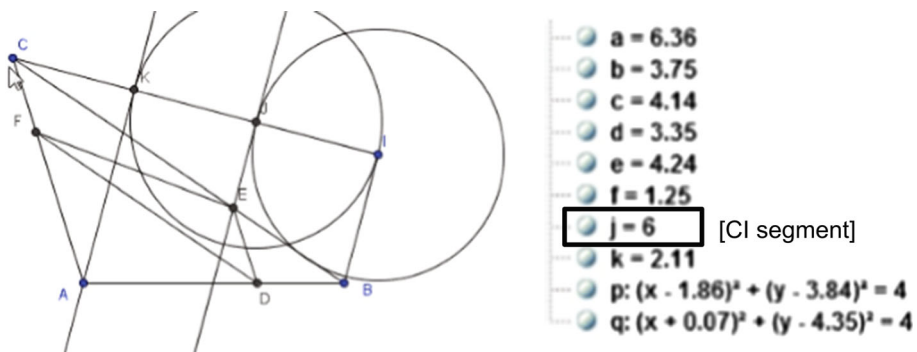 C
K
F
J
I
E
A
D
B
a = 6.36
b = 3.75
c = 4.14
d = 3.35
e = 4.24
f = 1.25
j = 6 [CI segment]
k = 2.11
p: (x - 1.86)² + (y - 3.84)² = 4
q: (x + 0.07)² + (y - 4.35)² = 4